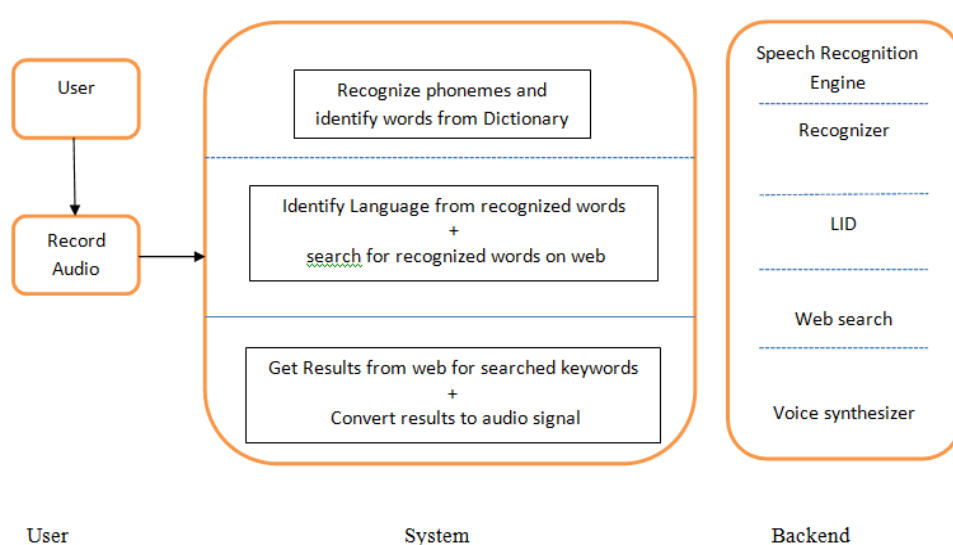 User
Record
Audio
Recognize phonemes and
identify words from Dictionary
Identify Language from recognized words
+
search for recognized words on web
Get Results from web for searched keywords
+
Convert results to audio signal
Speech Recognition
Engine
Recognizer
LID
Web search
Voice synthesizer
User
System
Backend